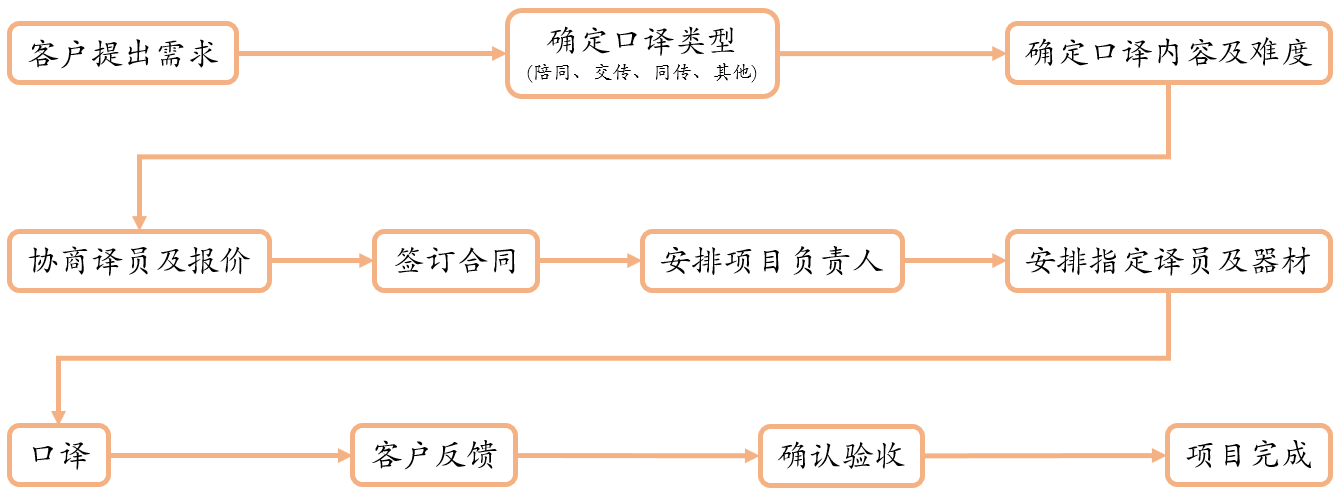 客户提出需求
确定口译类型
(陪同、交传、同传、其他)
确定口译内容及难度
协商译员及报价
签订合同
安排项目负责人
安排指定译员及器材
口译
客户反馈
确认验收
项目完成